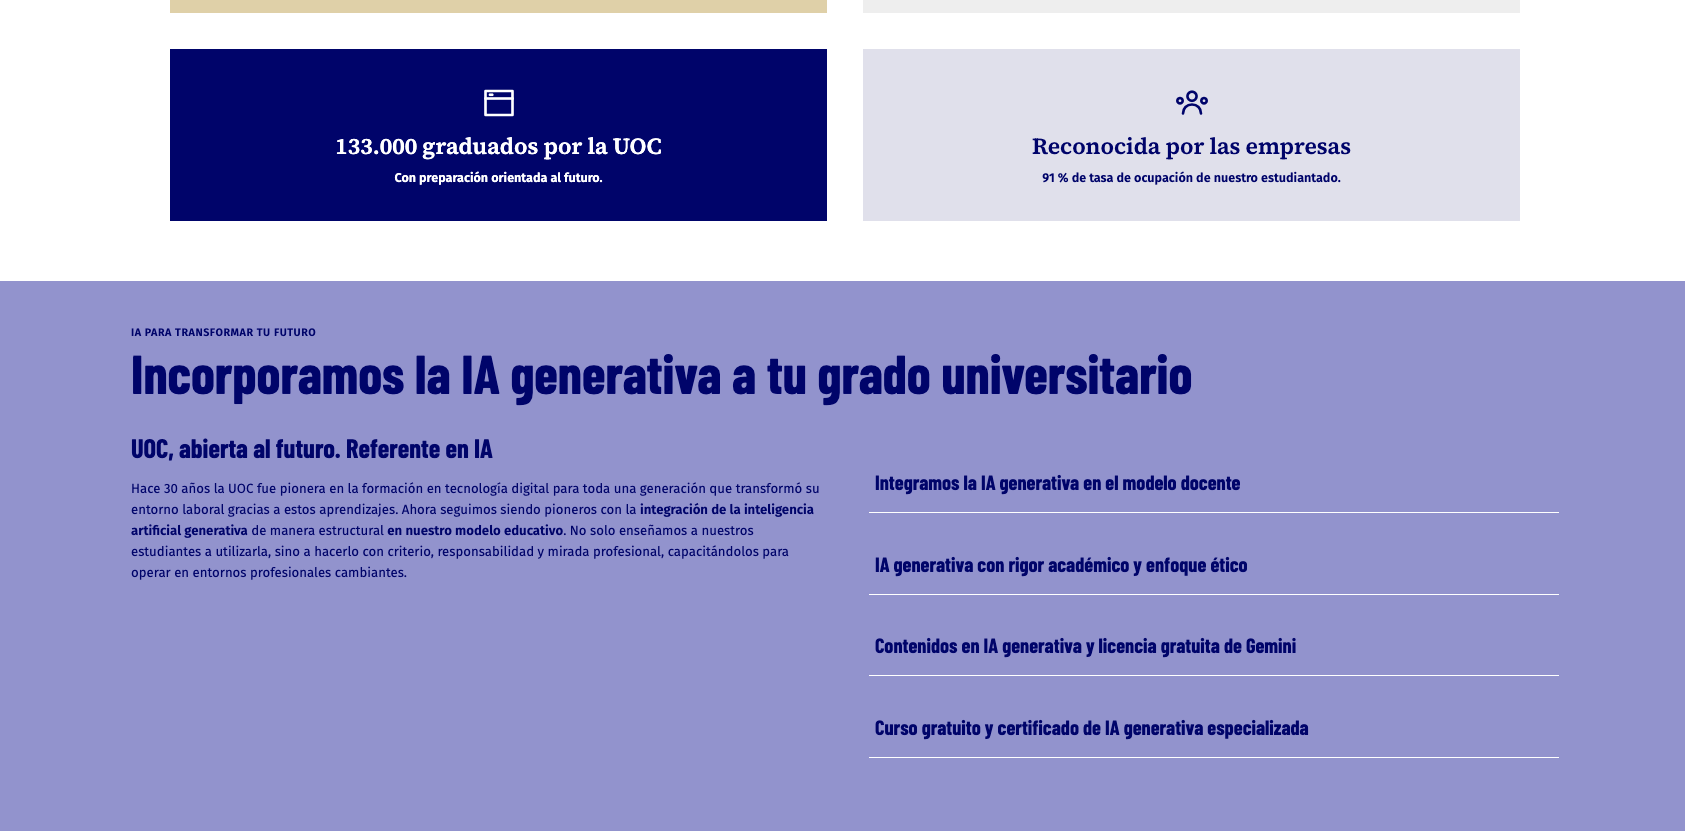 133.000 graduados por la UOC
Con preparación orientada al futuro.
Reconocida por las empresas
91 % de tasa de ocupación de nuestro estudiantado.
IA PARA TRANSFORMAR TU FUTURO
Incorporamos la IA generativa a tu grado universitario
UOC, abierta al futuro. Referente en IA
Hace 30 años la UOC fue pionera en la formación en tecnología digital para toda una generación que transformó su
entorno laboral gracias a estos aprendizajes. Ahora seguimos siendo pioneros con la integración de la inteligencia
artificial generativa de manera estructural en nuestro modelo educativo. No solo enseñamos a nuestros
estudiantes a utilizarla, sino a hacerlo con criterio, responsabilidad y mirada profesional, capacitándolos para
operar en entornos profesionales cambiantes.
Integramos la IA generativa en el modelo docente
IA generativa con rigor académico y enfoque ético
Contenidos en IA generativa y licencia gratuita de Gemini
Curso gratuito y certificado de IA generativa especializada